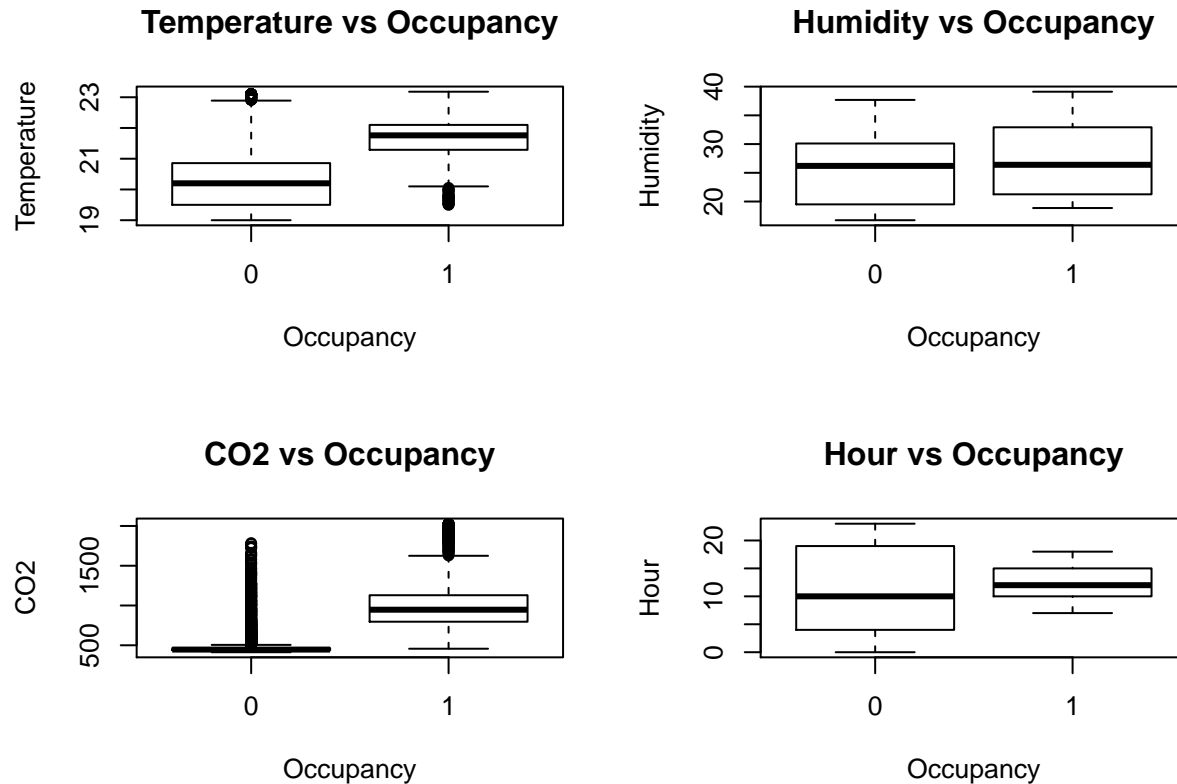 Temperature vs Occupancy
Temperature
19
21
23
0
1
Occupancy
Humidity vs Occupancy
Humidity
20
30
40
0
1
Occupancy
CO2 vs Occupancy
CO2
500
1500
0
1
Occupancy
Hour vs Occupancy
Hour
0
10
20
0
1
Occupancy